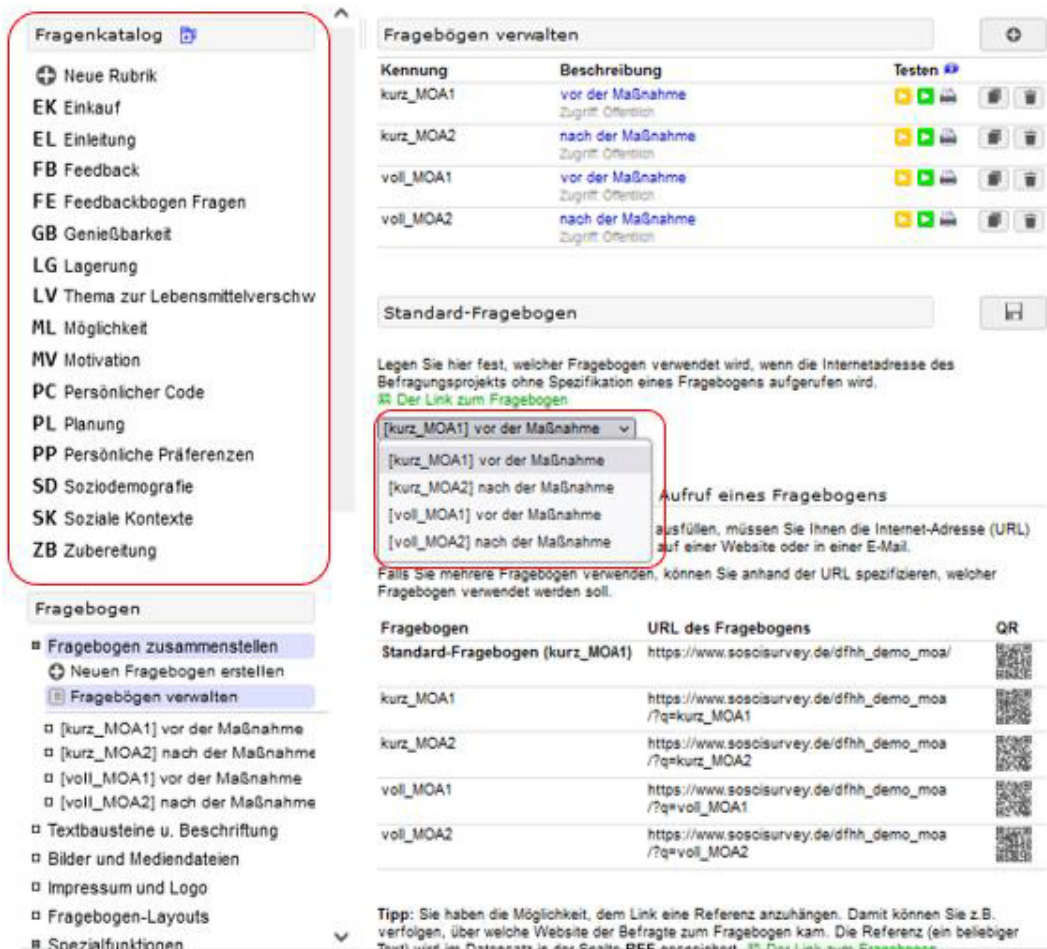 Fragenkatalog
Neue Rubrik
EK Einkauf
EL Einleitung
FB Feedback
FE Feedbackbogen Fragen
GB Genießbarkeit
LG Lagerung
LV Thema zur Lebensmittelverschw
ML Möglichkeit
MV Motivation
PC Persönlicher Code
PL Planung
PP Persönliche Präferenzen
SD Soziodemografie
SK Soziale Kontexte
ZB Zubereitung
Fragebogen
Fragebogen zusammenstellen
Neuen Fragebogen erstellen
Fragebögen verwalten
[kurz_MOA1] vor der Maßnahme
[kurz_MOA2] nach der Maßnahme
[voll_MOA1] vor der Maßnahme
[voll_MOA2] nach der Maßnahme
Textbausteine u. Beschriftung
Bilder und Mediendateien
Impressum und Logo
Fragebogen-Layouts
Spezialfunktionen
Fragebögen verwalten
Kennung Beschreibung Testen
kurz_MOA1 vor der Maßnahme
Zugriff: Öffentlich
kurz_MOA2 nach der Maßnahme
Zugriff: Öffentlich
voll_MOA1 vor der Maßnahme
Zugriff: Öffentlich
voll_MOA2 nach der Maßnahme
Zugriff: Öffentlich
Standard-Fragebogen
Legen Sie hier fest, welcher Fragebogen verwendet wird, wenn die Internetadresse des
Befragungsprojekts ohne Spezifikation eines Fragebogens aufgerufen wird.
Der Link zum Fragebogen
[kurz_MOA1] vor der Maßnahme
[kurz_MOA1] vor der Maßnahme
[kurz_MOA2] nach der Maßnahme
[voll_MOA1] vor der Maßnahme
[voll_MOA2] nach der Maßnahme
Aufruf eines Fragebogens
ausfüllen, müssen Sie Ihnen die Internet-Adresse (URL)
auf einer Website oder in einer E-Mail.
Falls Sie mehrere Fragebögen verwenden, können Sie anhand der URL spezifizieren, welcher
Fragebogen verwendet werden soll.
Fragebogen URL des Fragebogens QR
Standard-Fragebogen (kurz_MOA1) https://www.soscisurvey.de/dfhh_demo_moa/
kurz_MOA1 https://www.soscisurvey.de/dfhh_demo_moa
/?q=kurz_MOA1
kurz_MOA2 https://www.soscisurvey.de/dfhh_demo_moa
/?q=kurz_MOA2
voll_MOA1 https://www.soscisurvey.de/dfhh_demo_moa
/?q=voll_MOA1
voll_MOA2 https://www.soscisurvey.de/dfhh_demo_moa
/?q=voll_MOA2
Tipp: Sie haben die Möglichkeit, dem Link eine Referenz anzuhängen. Damit können Sie z.B.
verfolgen, über welche Website der Befragte zum Fragebogen kam. Die Referenz (ein beliebiger
Text) wird im Datensatz in der Spalte REF gespeichert. Der Link zum Fragebogen